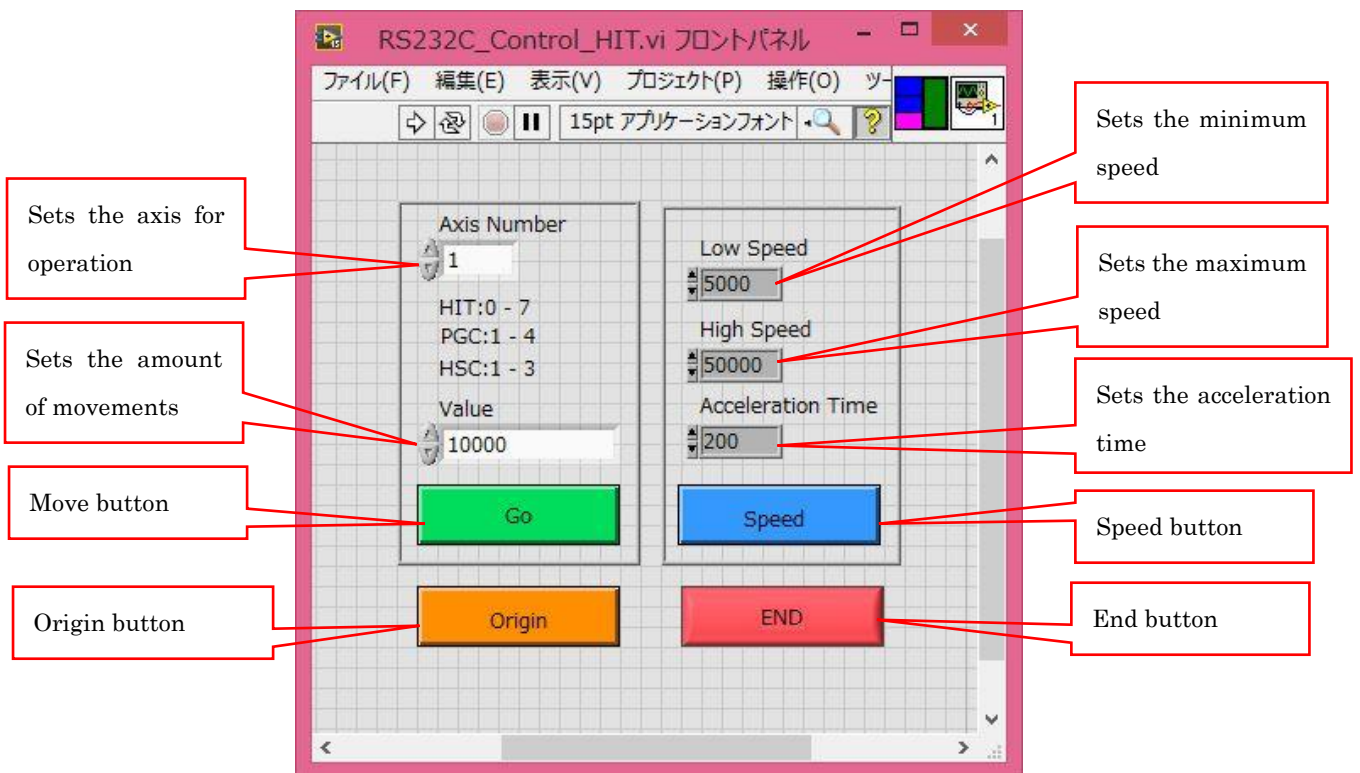 RS232C_Control_HIT.vi フロントパネル
ファイル(F) 編集(E) 表示(V) プロジェクト(P) 操作(O) ツー
15pt アプリケーションフォント
1
Sets the axis for
operation
Sets the amount
of movements
Move button
Origin button
Axis Number
1
HIT:0 - 7
PGC:1 - 4
HSC:1 - 3
Value
10000
Go
Origin
Low Speed
5000
High Speed
50000
Acceleration Time
200
Speed
END
Sets the minimum
speed
Sets the maximum
speed
Sets the acceleration
time
Speed button
End button